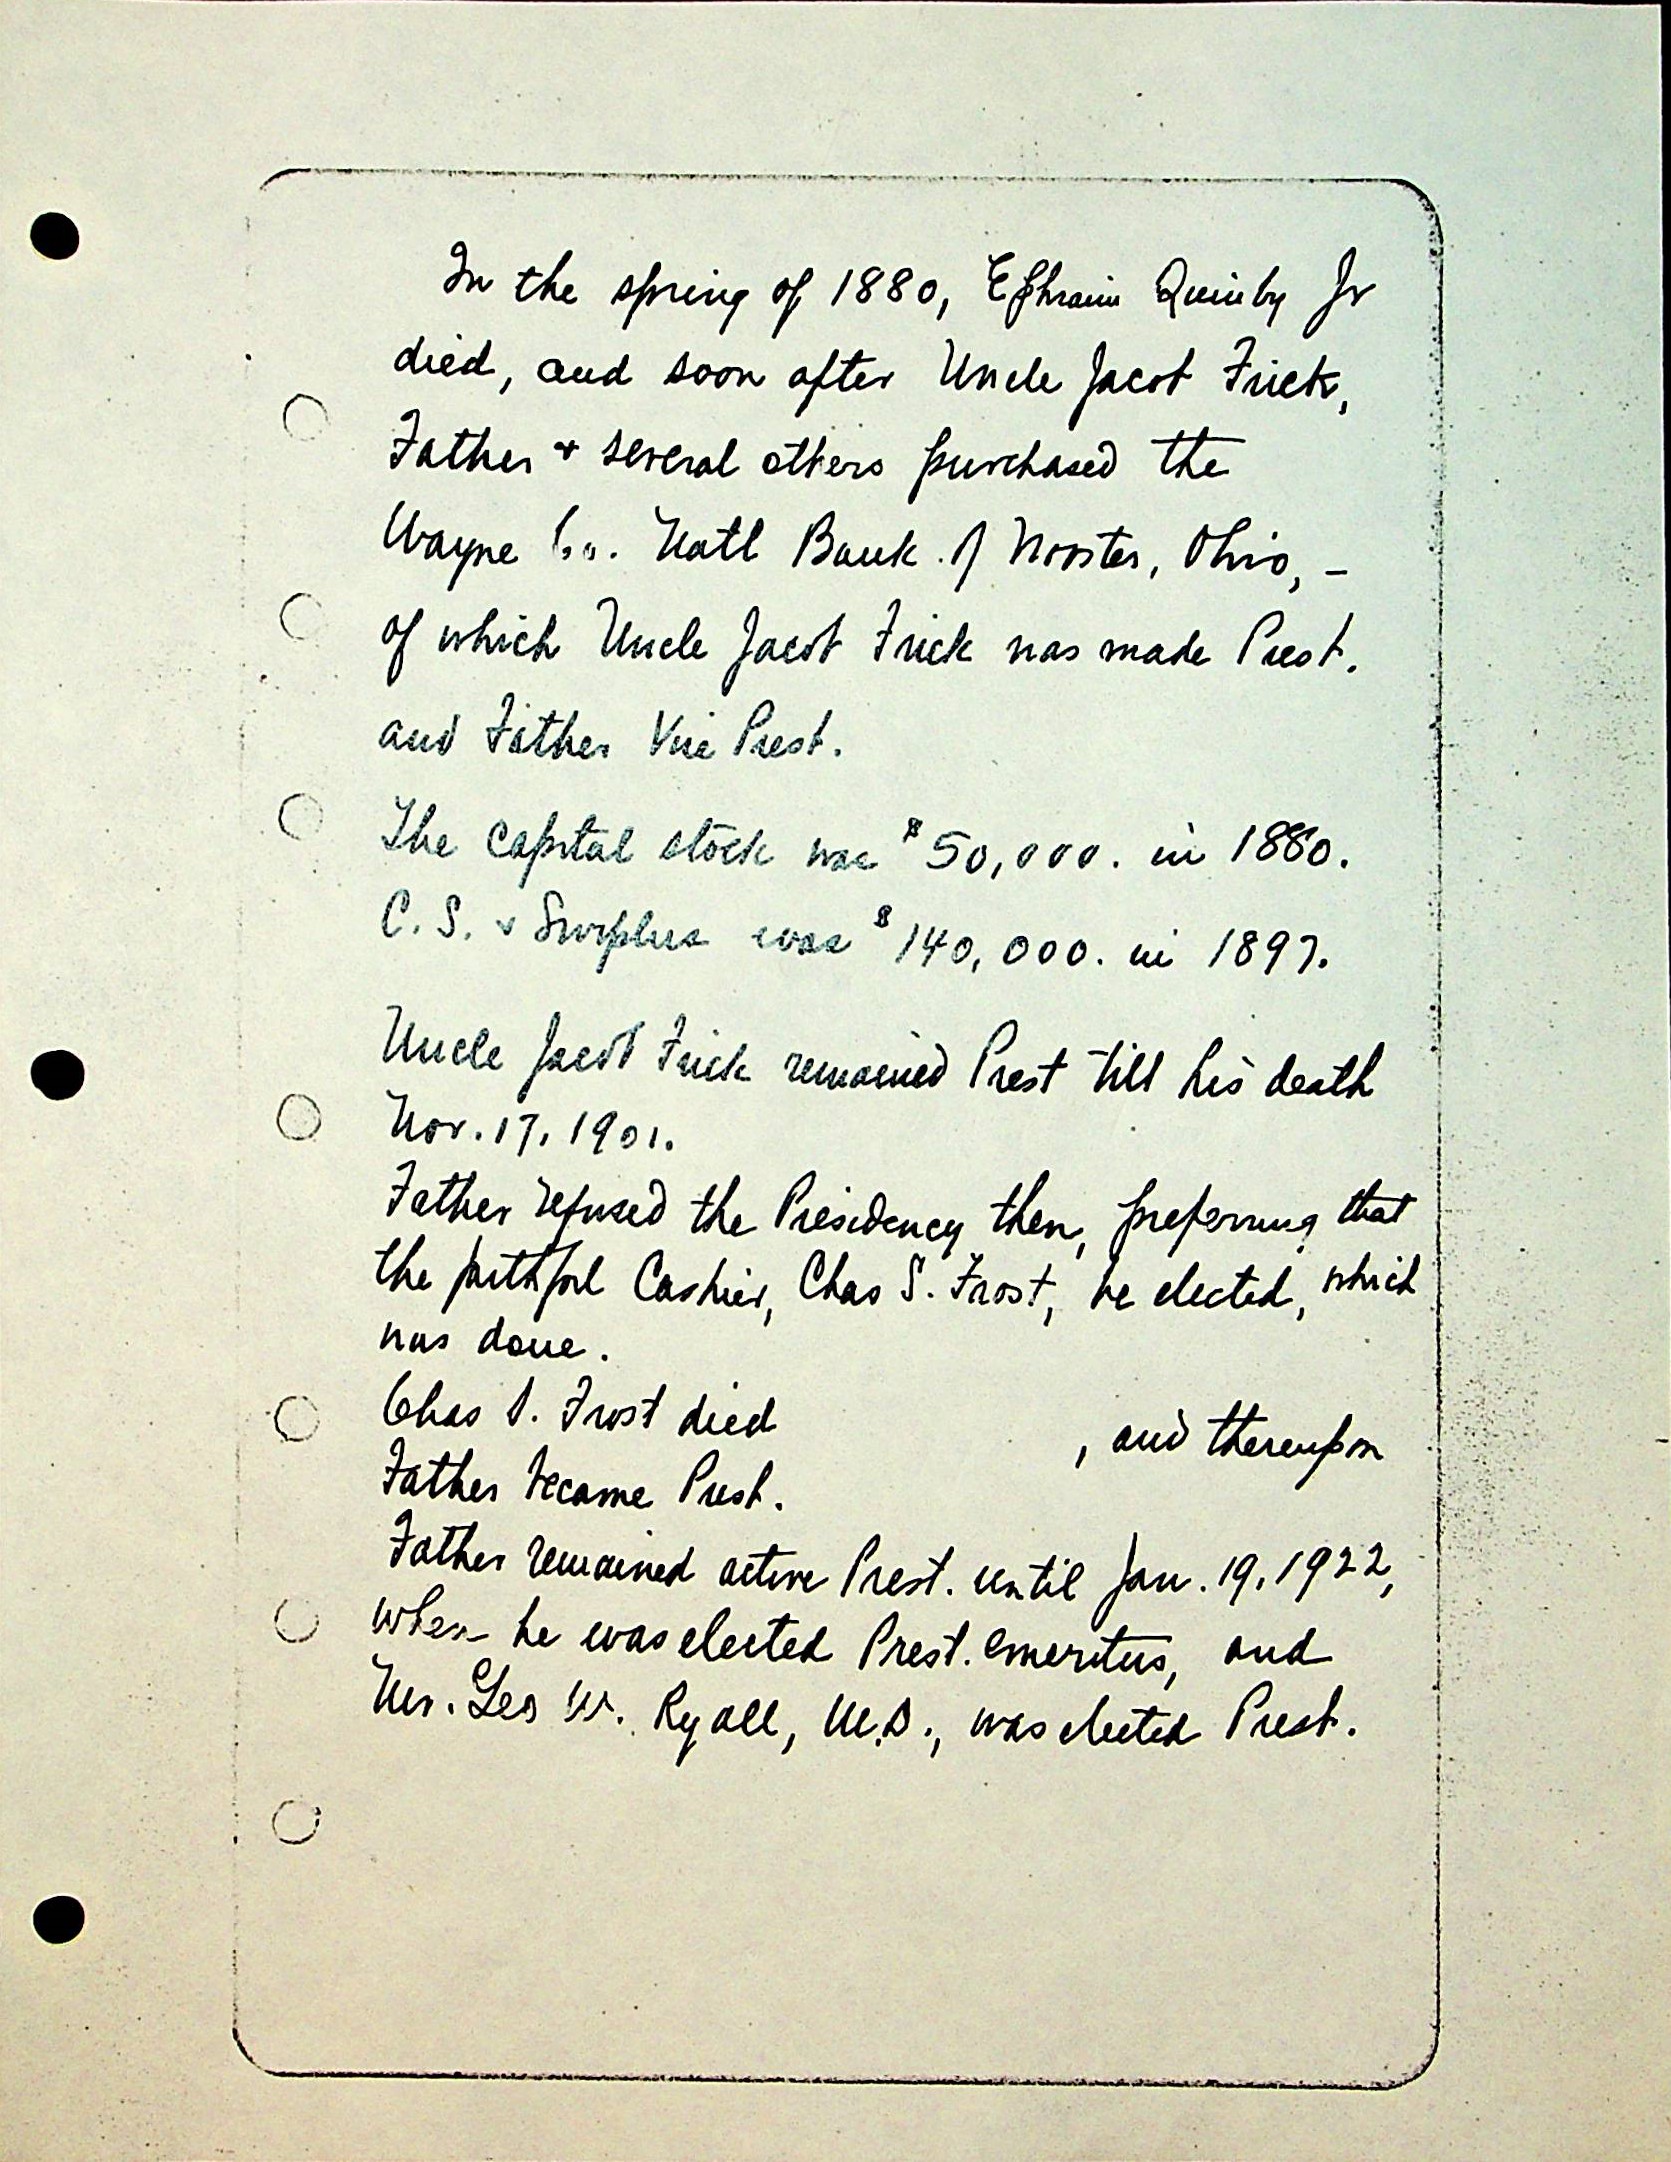 In the spring of 1880, Ephraim Quinby Jr
died, and soon after Uncle Jacob Frick,
Father + several others purchased the
Wayne Co. Natl Bank of Wooster, Ohio, -
of which Uncle Jacob Frick was made Prest.
and Father Vice Prest.
The capital stock was $50,000. in 1880.
C. S. + Surplus was $140,000. in 1897.
Uncle Jacob Frick remained Prest till his death
Nov. 17, 1901.
Father refused the Presidency then, preferring that
the faithful Cashier, Chas S. Frost, be elected, which
was done.
Chas S. Frost died , and thereupon
Father became Prest.
Father remained active Prest. until Jan. 19, 1922,
when he was elected Prest. emeritus, and
Mr. Geo W. Ryall, M.D., was elected Prest.